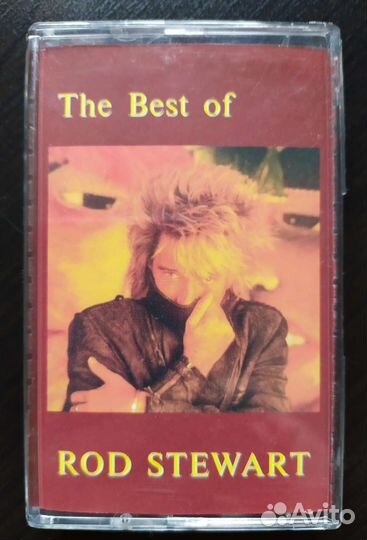 The Best of
ROD STEWART
Avito